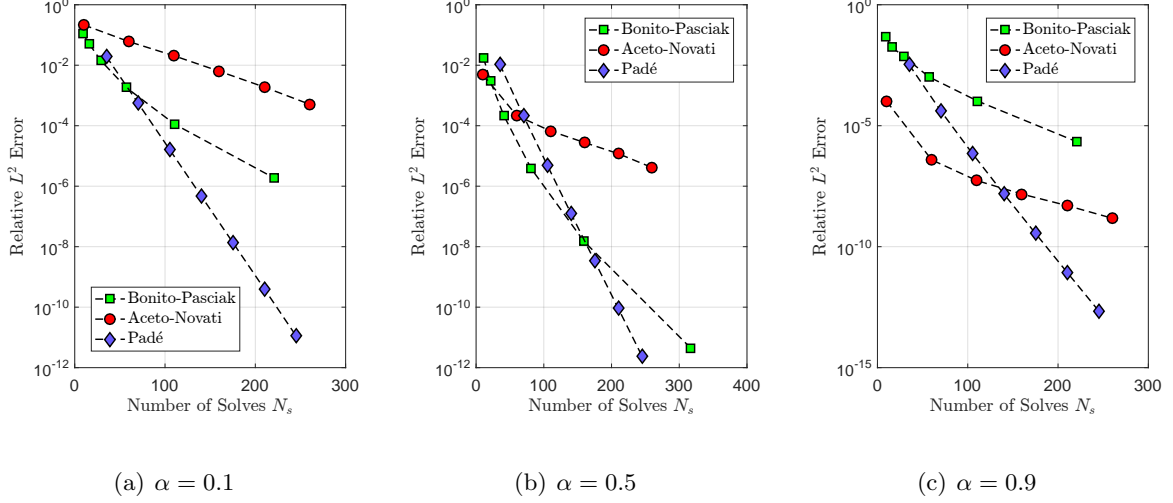 10^0
10^-2
10^-4
10^-6
10^-8
10^-10
10^-12
Relative L^2 Error
Bonito-Pasciak
Aceto-Novati
Padé
0 100 200 300
Number of Solves N_s
(a) α = 0.1
10^0
10^-2
10^-4
10^-6
10^-8
10^-10
10^-12
Relative L^2 Error
Bonito-Pasciak
Aceto-Novati
Padé
0 100 200 300 400
Number of Solves N_s
(b) α = 0.5
10^0
10^-5
10^-10
10^-15
Relative L^2 Error
Bonito-Pasciak
Aceto-Novati
Padé
0 100 200 300
Number of Solves N_s
(c) α = 0.9